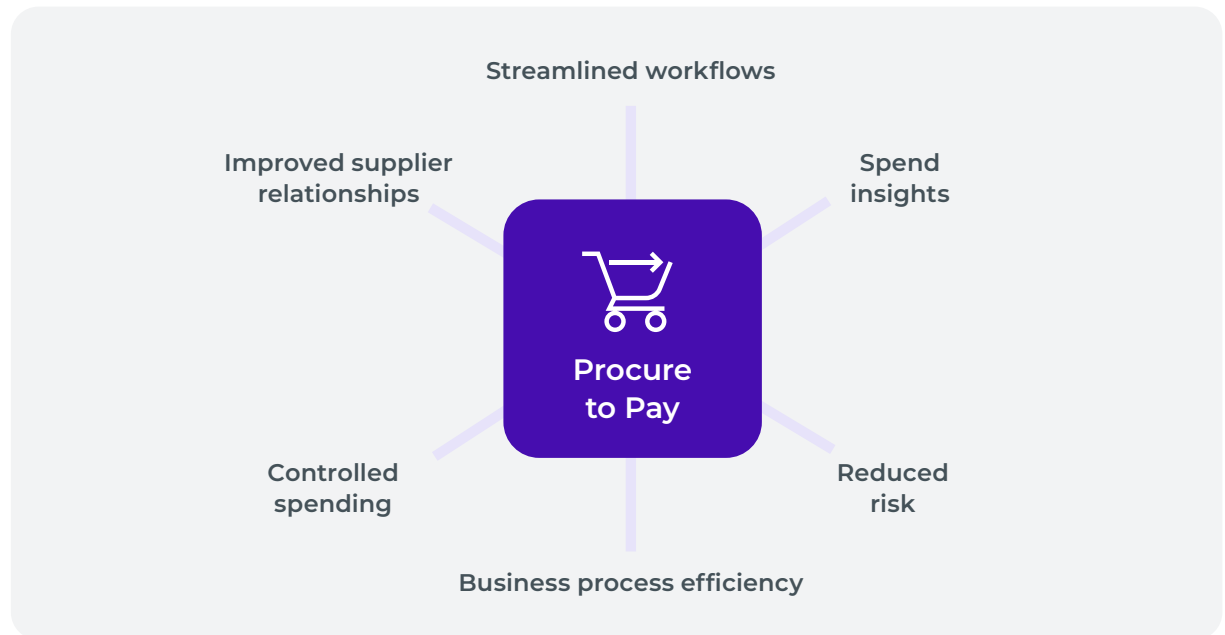 Streamlined workflows
Improved supplier
relationships
Spend
insights
Procure
to Pay
Controlled
spending
Reduced
risk
Business process efficiency